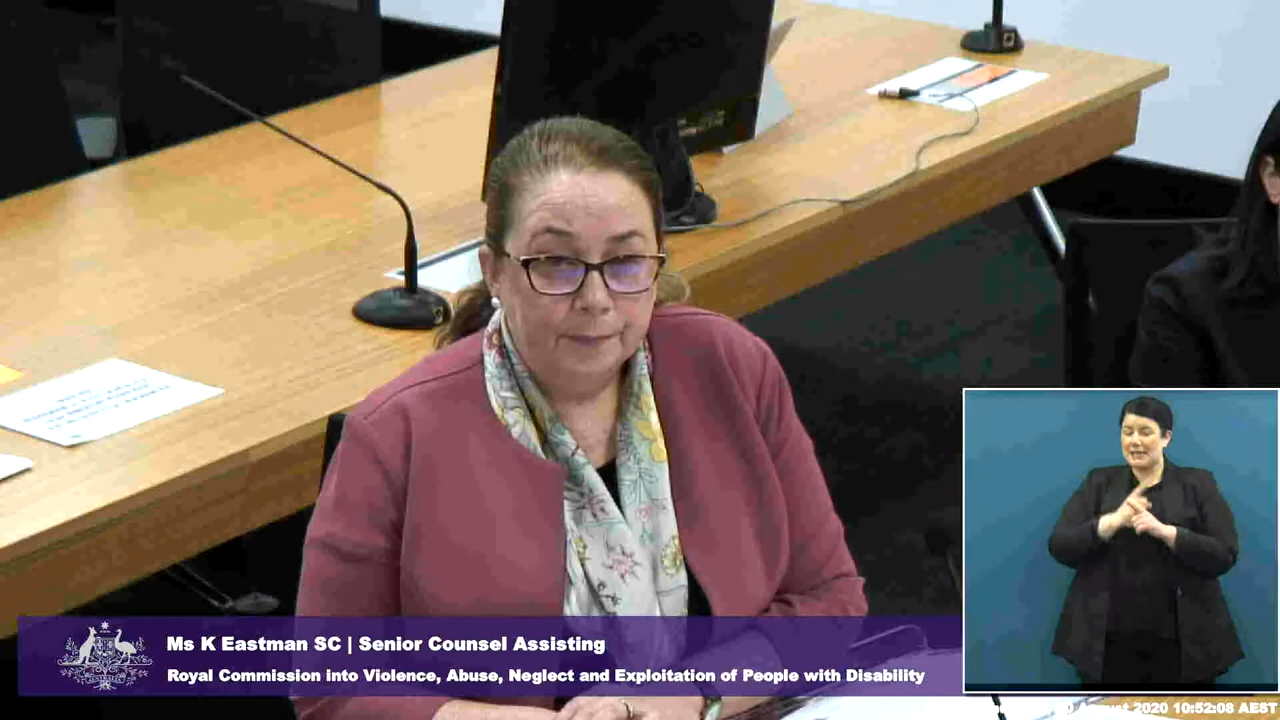 Ms K Eastman SC | Senior Counsel Assisting
Royal Commission into Violence, Abuse, Neglect and Exploitation of People with Disability
August 2020 10:52:08 AEST